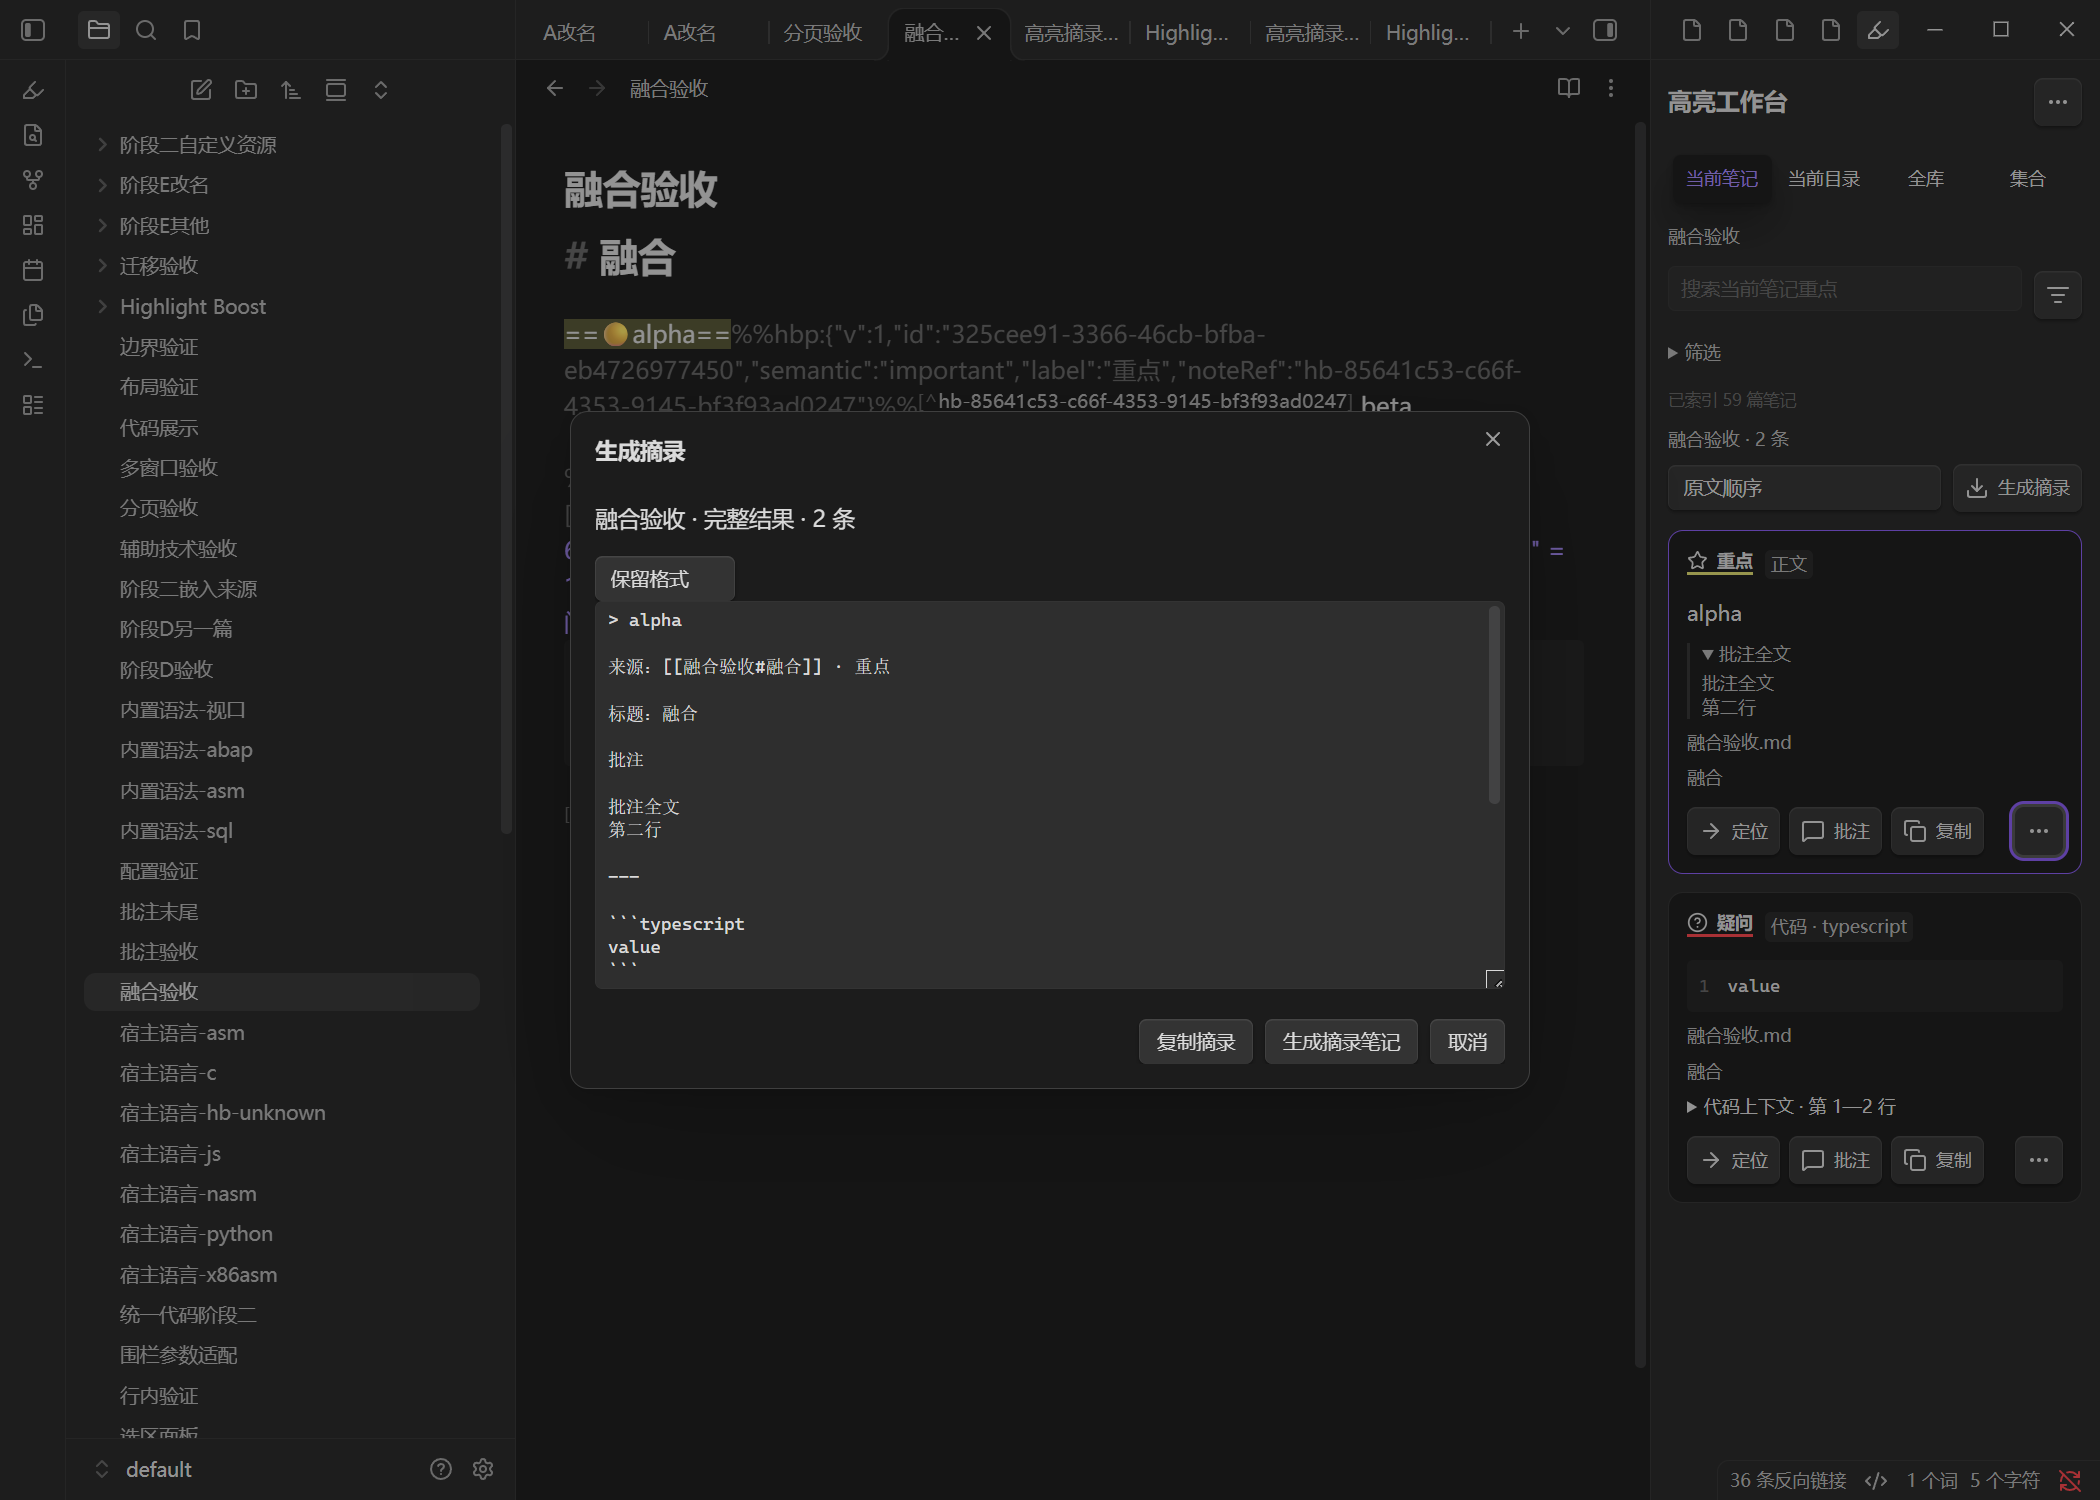 A改名
A改名
分页验收
融合...
高亮摘录...
Highlig...
高亮摘录...
Highlig...
阶段二自定义资源
阶段E改名
阶段E其他
迁移验收
Highlight Boost
边界验证
布局验证
代码展示
多窗口验收
分页验收
辅助技术验收
阶段二嵌入来源
阶段D另一篇
阶段D验收
内置语法-视口
内置语法-abap
内置语法-asm
内置语法-sql
配置验证
批注末尾
批注验收
融合验收
宿主语言-asm
宿主语言-c
宿主语言-hb-unknown
宿主语言-js
宿主语言-nasm
宿主语言-python
宿主语言-x86asm
统一代码阶段二
围栏参数适配
行内验证
选区面板
default
融合验收
融合验收
# 融合
==🟡alpha==%%hbp:{"v":1,"id":"325cee91-3366-46cb-bfba-
eb4726977450","semantic":"important","label":"重点","noteRef":"hb-85641c53-c66f-
4353-9145-bf3f93ad0247"}%%[^hb-85641c53-c66f-4353-9145-bf3f93ad0247] beta
" =
生成摘录
融合验收 · 完整结果 · 2 条
保留格式
> alpha
来源：[[融合验收#融合]] · 重点
标题：融合
批注
批注全文
第二行
---
```typescript
value
```
复制摘录
生成摘录笔记
取消
高亮工作台
当前笔记
当前目录
全库
集合
融合验收
搜索当前笔记重点
筛选
已索引 59 篇笔记
融合验收 · 2 条
原文顺序
生成摘录
重点
正文
alpha
批注全文
批注全文
第二行
融合验收.md
融合
定位
批注
复制
疑问
代码 · typescript
1 value
融合验收.md
融合
代码上下文 · 第 1—2 行
定位
批注
复制
36 条反向链接
1 个词
5 个字符